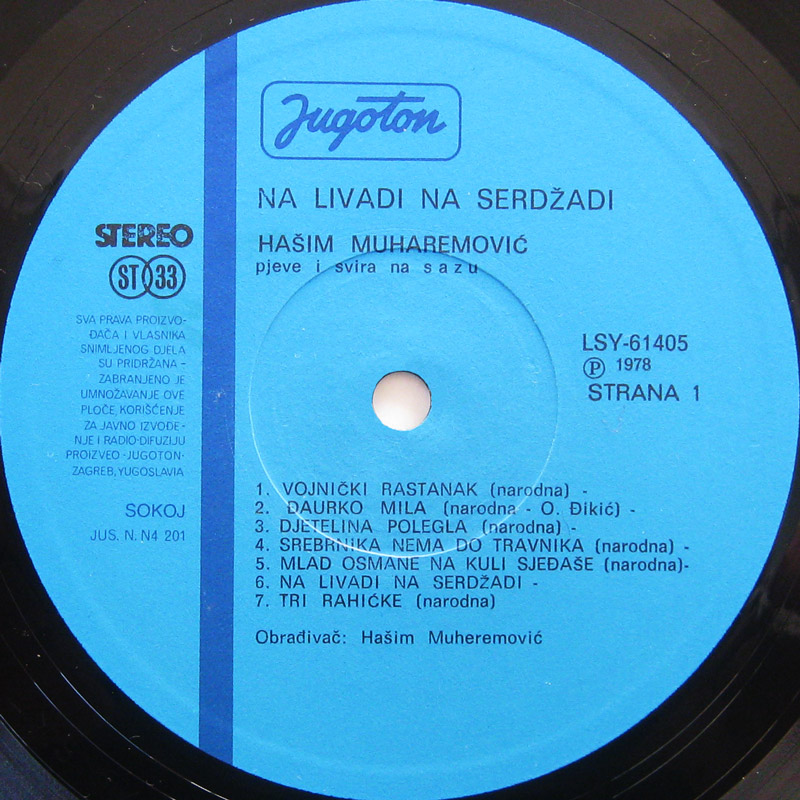 Jugoton
NA LIVADI NA SERDŽADI
HAŠIM MUHAREMOVIĆ
pjeve i svira na sazu
STEREO
ST 33
SVA PRAVA PROIZVO-
ĐAČA I VLASNIKA
SNIMLJENOG DJELA
SU PRIDRŽANA -
ZABRANJENO JE
UMNOŽAVANJE OVE
PLOČE, KORIŠĆENJE
ZA JAVNO IZVOĐE-
NJE I RADIO-DIFUZIJU
PROIZVEO ·JUGOTON·
ZAGREB, YUGOSLAVIA
SOKOJ
JUS. N. N4 201
LSY-61405
Ⓟ 1978
STRANA 1
1. VOJNIČKI RASTANAK (narodna) -
2. ĐAURKO MILA (narodna - O. Đikić) -
3. DJETELINA POLEGLA (narodna) -
4. SREBRNIKA NEMA DO TRAVNIKA (narodna) -
5. MLAD OSMANE NA KULI SJEĐAŠE (narodna)-
6. NA LIVADI NA SERDŽADI -
7. TRI RAHIĆKE (narodna)
Obrađivač: Hašim Muheremović